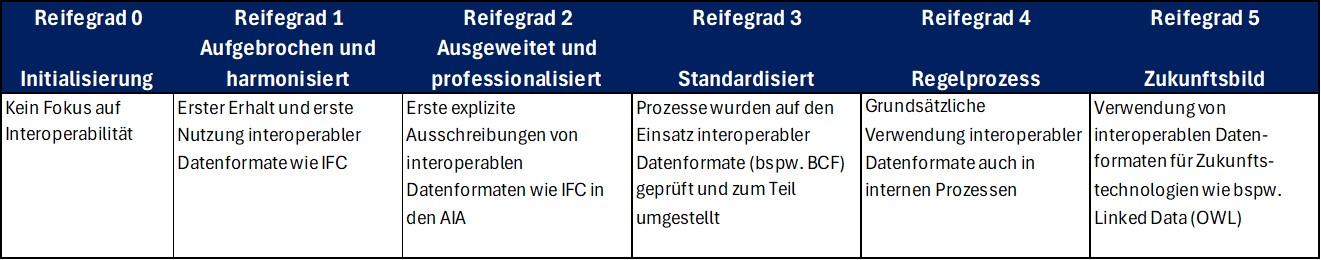 Reifegrad 0
Initialisierung
Reifegrad 1
Aufgebrochen und
harmonisiert
Reifegrad 2
Ausgeweitet und
professionalisiert
Reifegrad 3
Standardisiert
Reifegrad 4
Regelprozess
Reifegrad 5
Zukunftsbild
Kein Fokus auf
Interoperabilität
Erster Erhalt und erste
Nutzung interoperabler
Datenformate wie IFC
Erste explizite
Ausschreibungen von
interoperablen
Datenformaten wie IFC in
den AIA
Prozesse wurden auf den
Einsatz interoperabler
Datenformate (bspw. BCF)
geprüft und zum Teil
umgestellt
Grundsätzliche
Verwendung interoperabler
Datenformate auch in
internen Prozessen
Verwendung von
interoperablen Daten-
formaten für Zukunfts-
technologien wie bspw.
Linked Data (OWL)